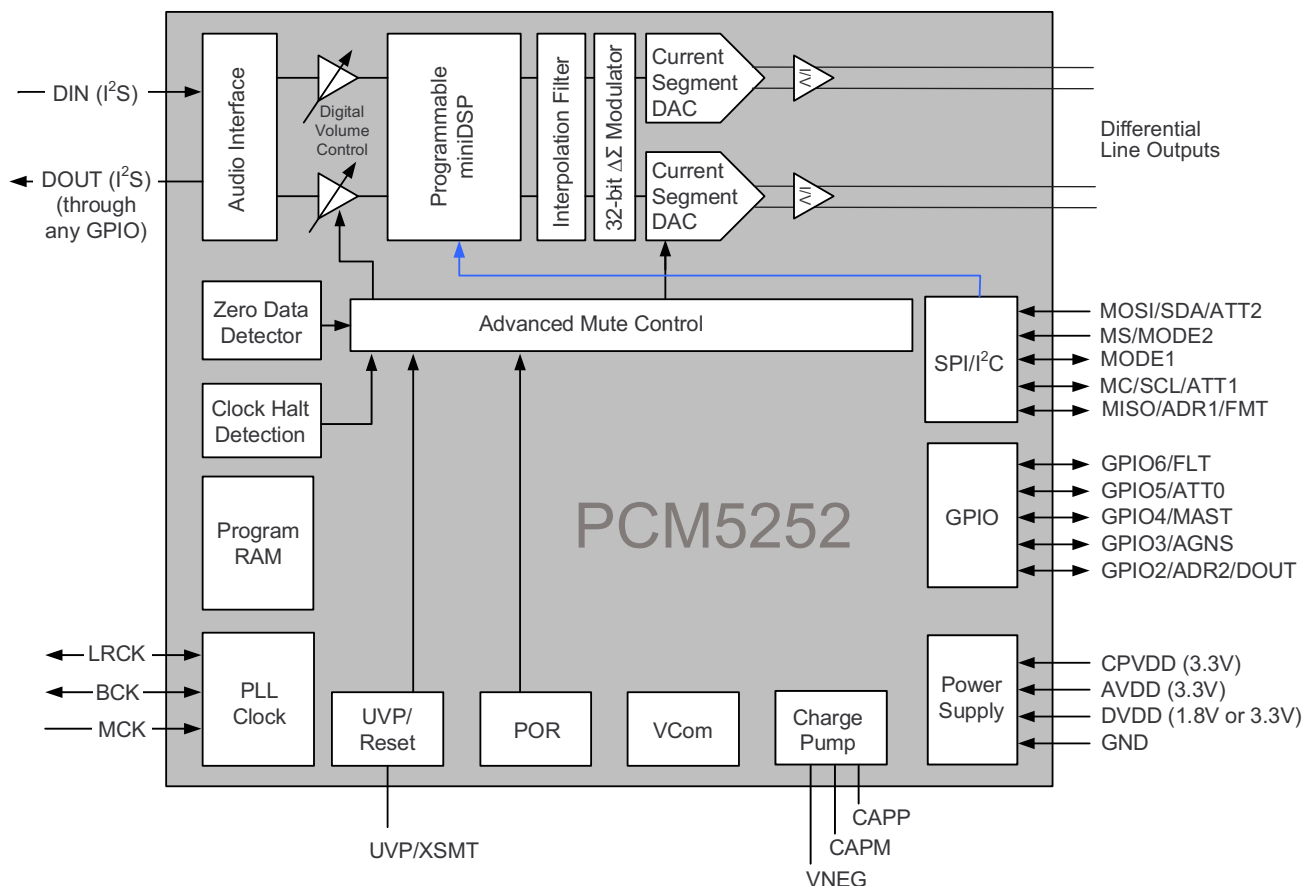 DIN (I²S)
DOUT (I²S)
(through
any GPIO)
Audio Interface
Digital
Volume
Control
Programmable
miniDSP
Interpolation Filter
32-bit ΔΣ Modulator
Current
Segment
DAC
I/V
Current
Segment
DAC
I/V
Differential
Line Outputs
Zero Data
Detector
Advanced Mute Control
Clock Halt
Detection
SPI/I²C
MOSI/SDA/ATT2
MS/MODE2
MODE1
MC/SCL/ATT1
MISO/ADR1/FMT
Program
RAM
PCM5252
GPIO
GPIO6/FLT
GPIO5/ATT0
GPIO4/MAST
GPIO3/AGNS
GPIO2/ADR2/DOUT
LRCK
BCK
MCK
PLL
Clock
UVP/
Reset
POR
VCom
Charge
Pump
Power
Supply
CPVDD (3.3V)
AVDD (3.3V)
DVDD (1.8V or 3.3V)
GND
UVP/XSMT
CAPP
CAPM
VNEG